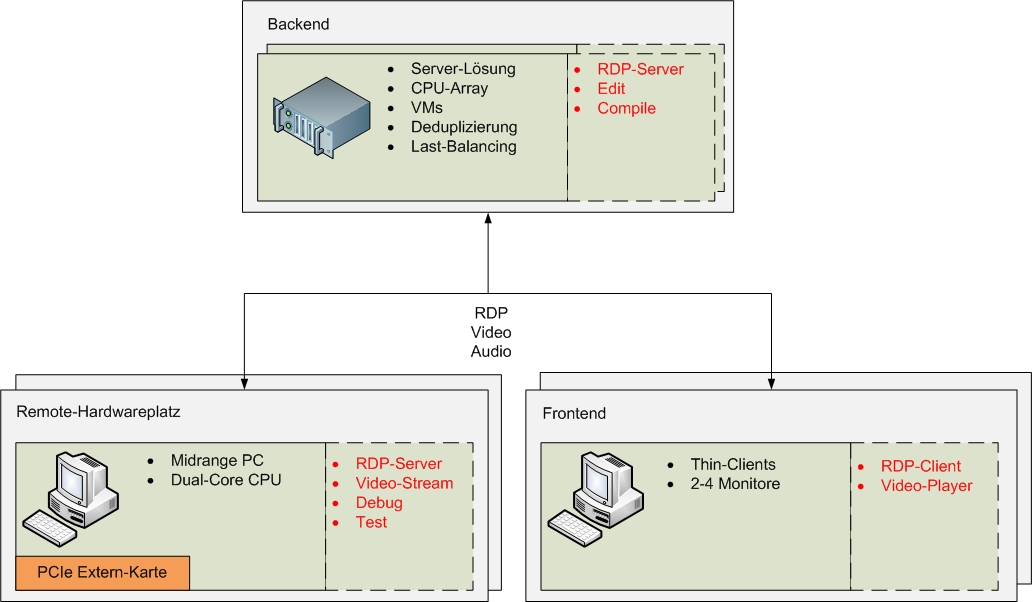 Backend
Server-Lösung
CPU-Array
VMs
Deduplizierung
Last-Balancing
RDP-Server
Edit
Compile
RDP
Video
Audio
Remote-Hardwareplatz
Midrange PC
Dual-Core CPU
RDP-Server
Video-Stream
Debug
Test
PCIe Extern-Karte
Frontend
Thin-Clients
2-4 Monitore
RDP-Client
Video-Player